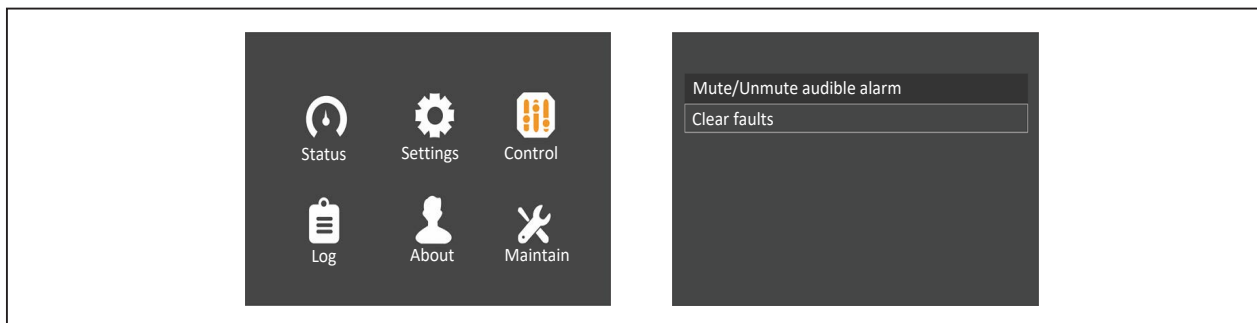 Status
Settings
Control
Log
About
Maintain
Mute/Unmute audible alarm
Clear faults